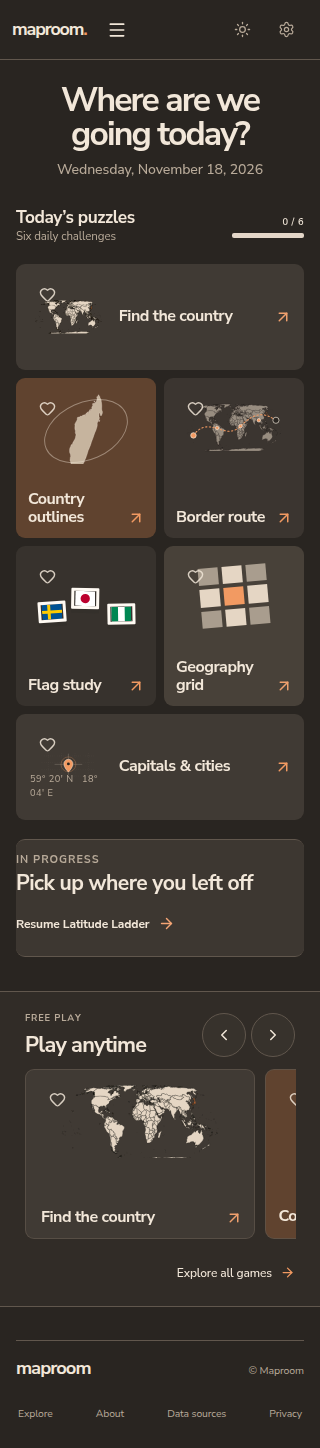 maproom.
Where are we
going today?
Wednesday, November 18, 2026
Today's puzzles
Six daily challenges
0 / 6
Find the country
Country
outlines
Border route
Flag study
Geography
grid
59° 20' N 18°
04' E
Capitals & cities
IN PROGRESS
Pick up where you left off
Resume Latitude Ladder
FREE PLAY
Play anytime
Find the country
Co
Explore all games
maproom
© Maproom
Explore About Data sources Privacy